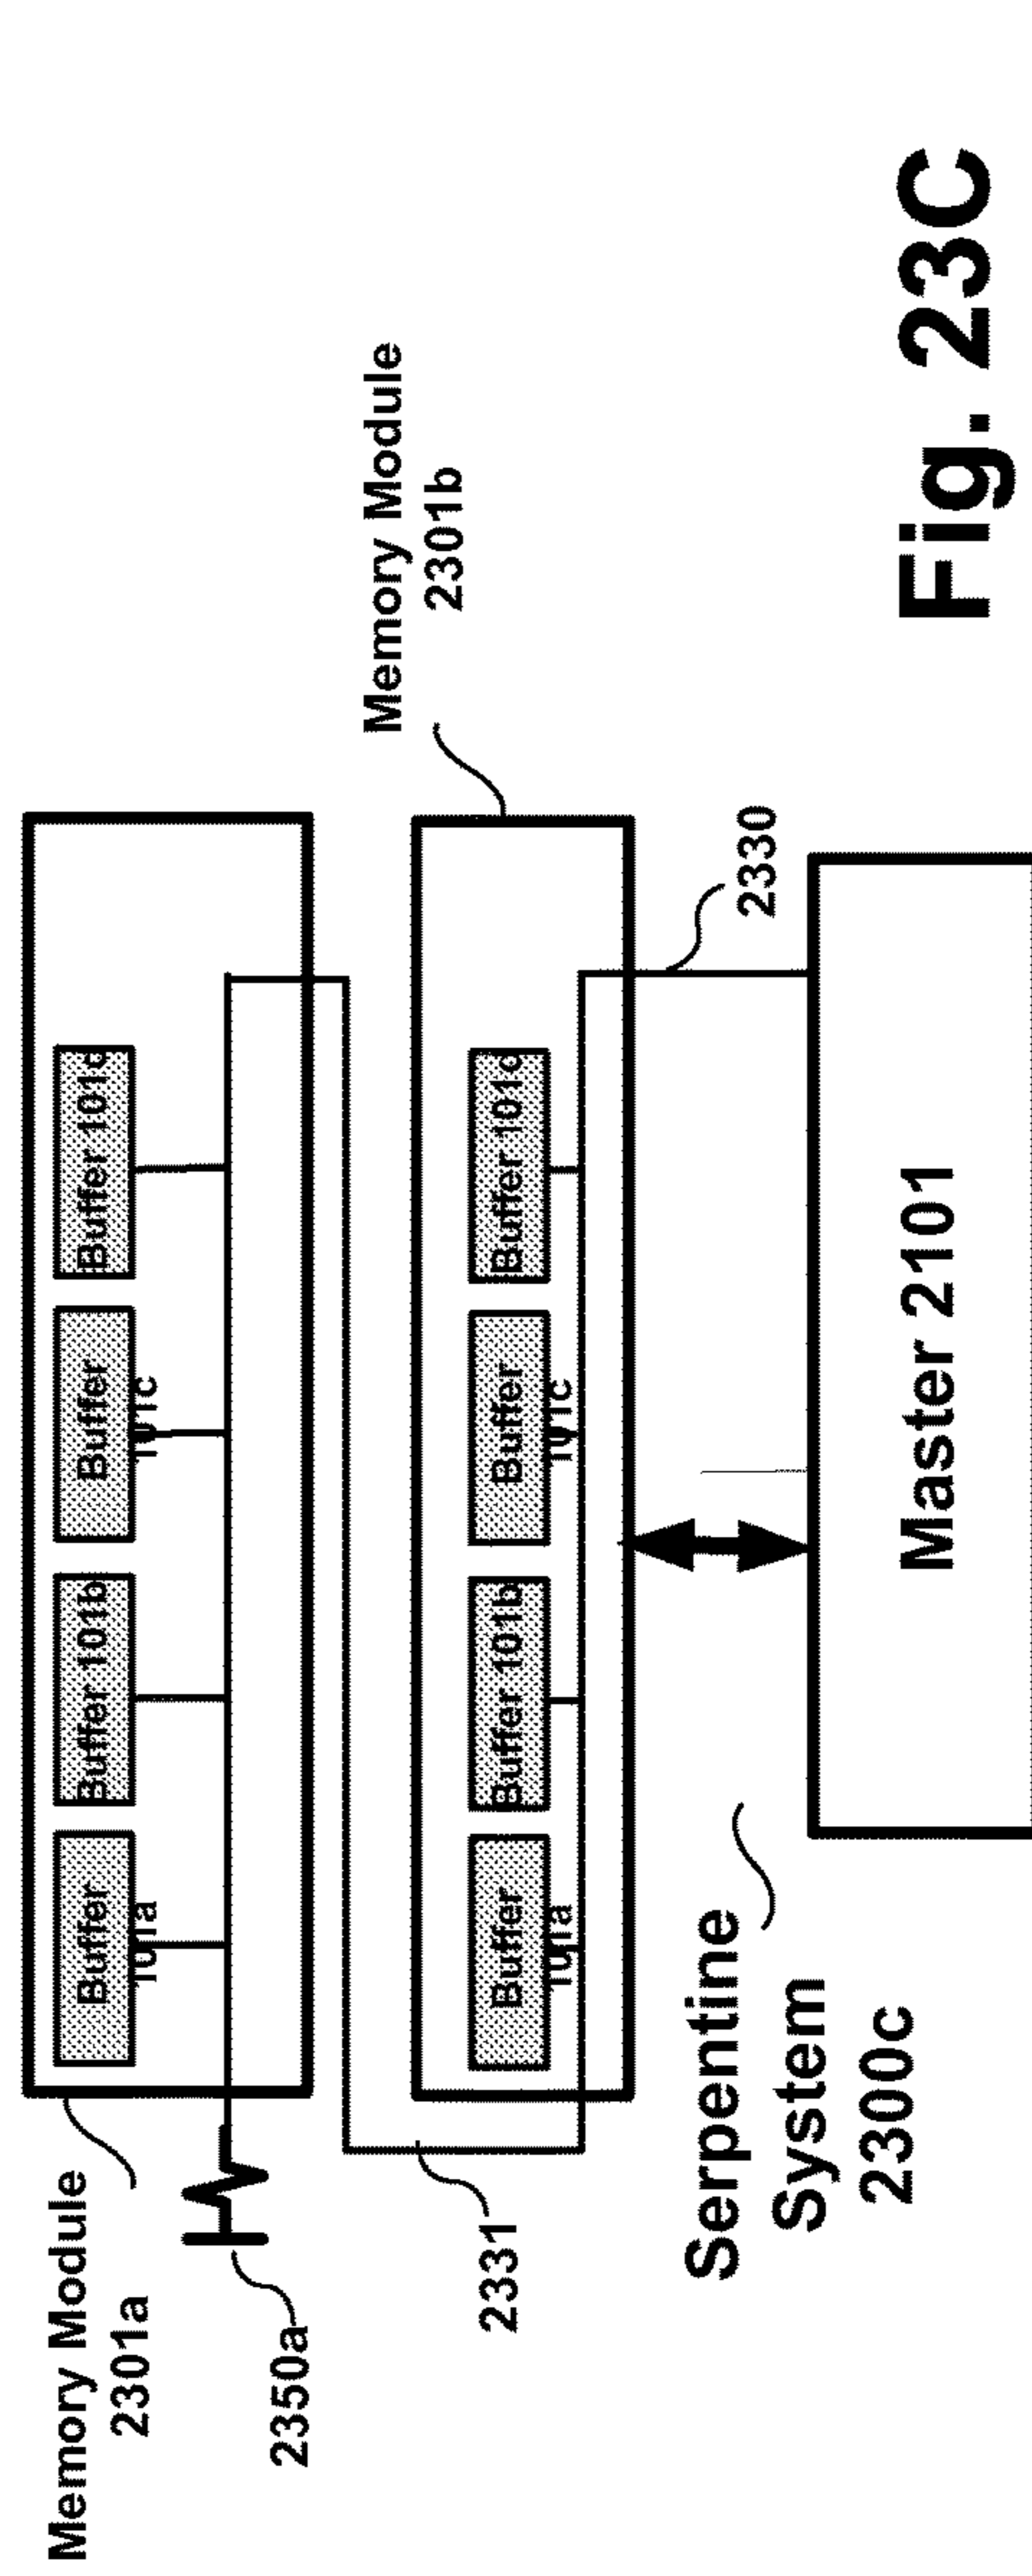 Memory Module
2301a
Buffer
101a
Buffer 101b
Buffer
101c
Buffer 101d
2350a
Memory Module
2301b
Buffer
101a
Buffer 101b
Buffer
101c
Buffer 101d
2331
2330
Serpentine
System
2300c
Master 2101
Fig. 23C